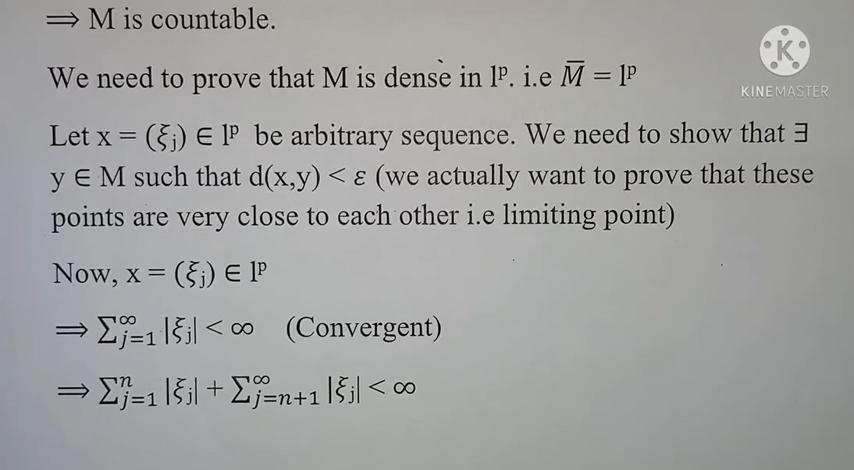 ⟹ M is countable.
KINEMASTER
We need to prove that M is dense in lᵖ. i.e M̅ = lᵖ
Let x = (ξⱼ) ∈ lᵖ be arbitrary sequence. We need to show that ∃
y ∈ M such that d(x,y) < ε (we actually want to prove that these
points are very close to each other i.e limiting point)
Now, x = (ξⱼ) ∈ lᵖ
⟹ ∑_{j=1}^{∞} |ξⱼ| < ∞ (Convergent)
⟹ ∑_{j=1}^{n} |ξⱼ| + ∑_{j=n+1}^{∞} |ξⱼ| < ∞